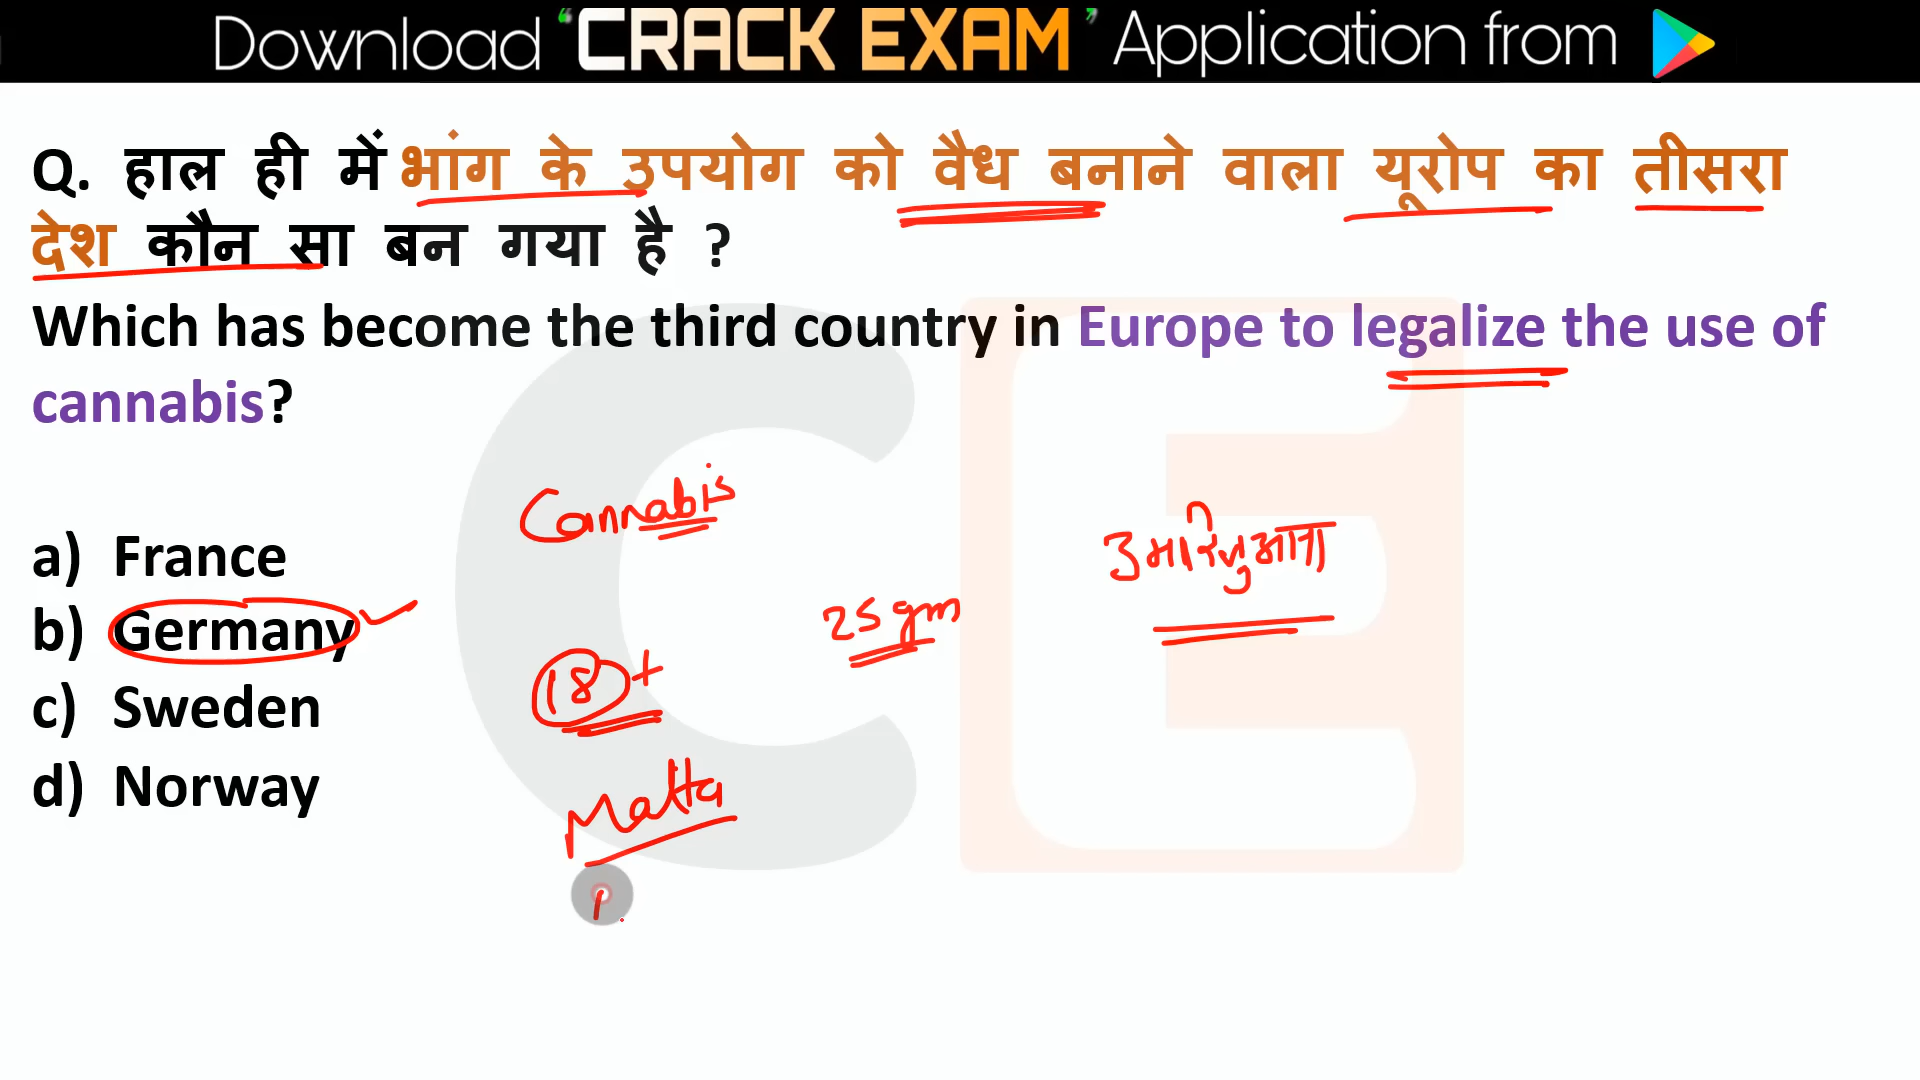 Download ‘CRACK EXAM’ Application from
Q. हाल ही में भांग के उपयोग को वैध बनाने वाला यूरोप का तीसरा
देश कौन सा बन गया है ?
Which has become the third country in Europe to legalize the use of
cannabis?
Cannabis
a) France
b) Germany
25 gm
c) Sweden
18+
d) Norway
Malta
CE